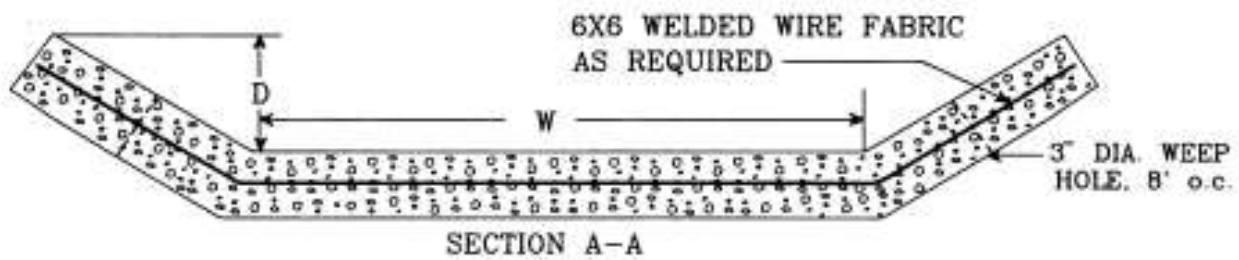 6X6 WELDED WIRE FABRIC
AS REQUIRED
D
W
3" DIA. WEEP
HOLE, 8' o.c.
SECTION A-A